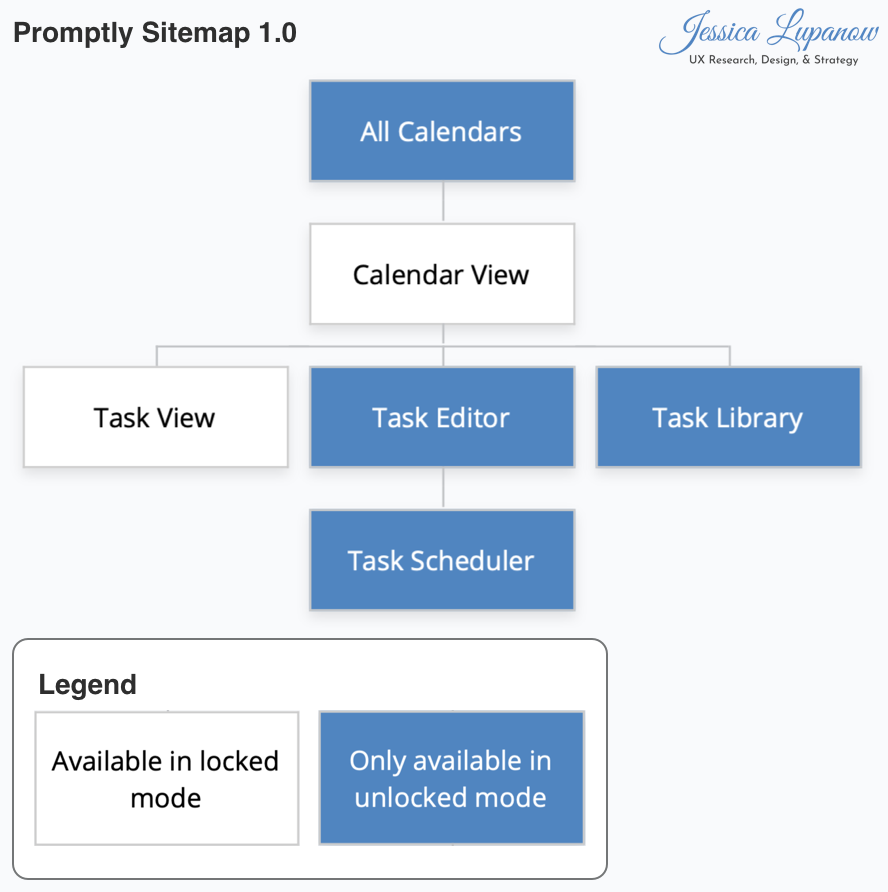 Promptly Sitemap 1.0
Jessica Lupanow
UX Research, Design, & Strategy
All Calendars
Calendar View
Task View
Task Editor
Task Library
Task Scheduler
Legend
Available in locked
mode
Only available in
unlocked mode